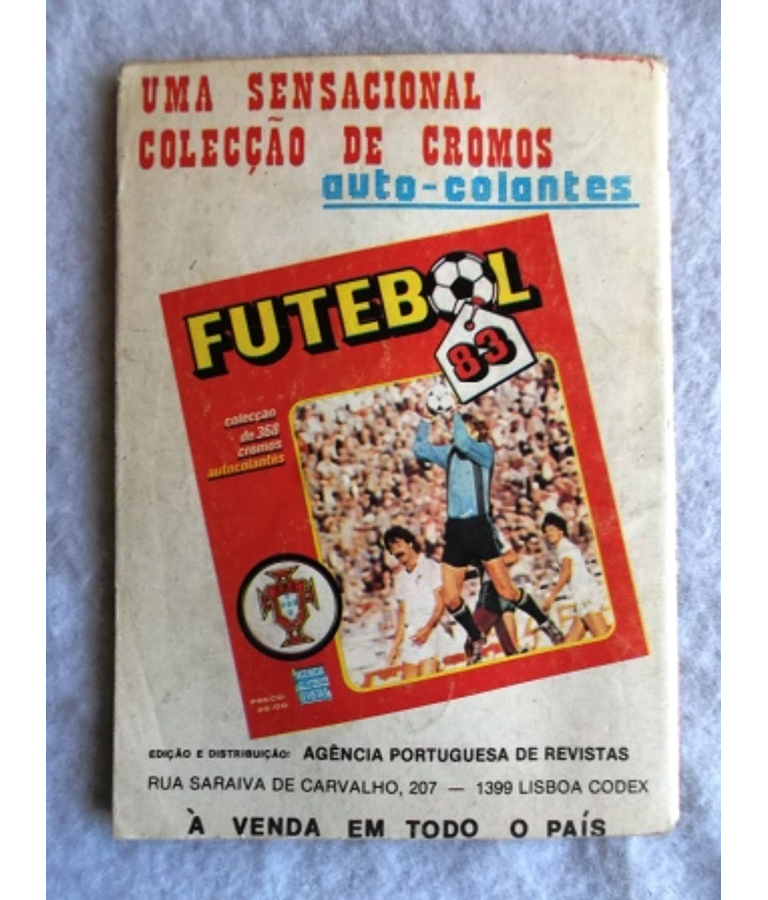 UMA SENSACIONAL
COLECÇÃO DE CROMOS
auto-colantes
FUTEBOL
83
colecção
de 368
cromos
autocolantes
PREÇO
EDIÇÃO E DISTRIBUIÇÃO: AGÊNCIA PORTUGUESA DE REVISTAS
RUA SARAIVA DE CARVALHO, 207 — 1399 LISBOA CODEX
À VENDA EM TODO O PAÍS